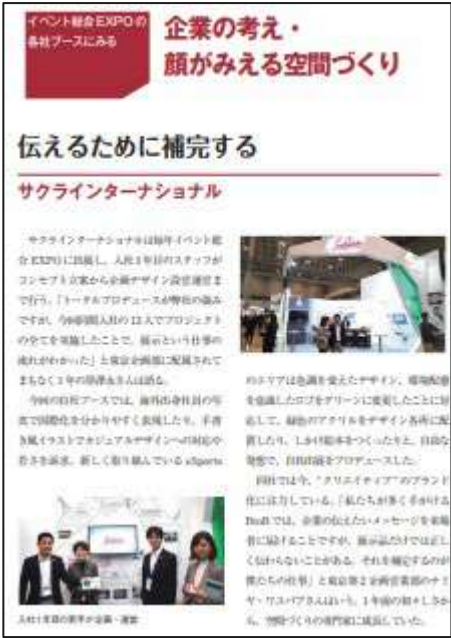 イベント総合EXPOの
各社ブースにみる
企業の考え・
顔がみえる空間づくり
伝えるために補完する
サクラインターナショナル
サクラインターナショナルは毎年イベント総
合EXPOに出展し、入社1年目のスタッフが
コンセプト立案から企画デザイン設営運営ま
で行う。「トータルプロデュースが弊社の強み
ですが、今回同期入社の12人でプロジェクト
の全てを実施したことで、展示という仕事の
流れがわかった」と東京企画部に配属されて
まもなく1年の
さんは語る。
今回の自社ブースでは、海外出身社員の写
真で国際化を分かりやすく表現したり、手書
き風イラストでカジュアルデザインへの対応や
若さを訴求。新しく取り組んでいるeSports
入社1年目の若手が企画・運営
のエリアは色調を変えたデザイン、環境配慮
を意識したロゴをグリーンに変更したことに対
応して、緑色のアクリルをデザイン各所に配
置したり、しかけ絵本をつくったりと、自由な
発想で、自社出展をプロデュースした。
同社では今、“クリエイティブ”のブランド
化に注力している。「私たちが多く手がける
BtoBでは、企業の伝えたいメッセージを来場
者に届けることですが、展示品だけでは正し
く伝わらないことがある。それを補完するのが
僕たちの仕事」と東京第2企画営業部の
さんはいう。1年前の初々しさか
ら、空間づくりの専門家に成長していた。